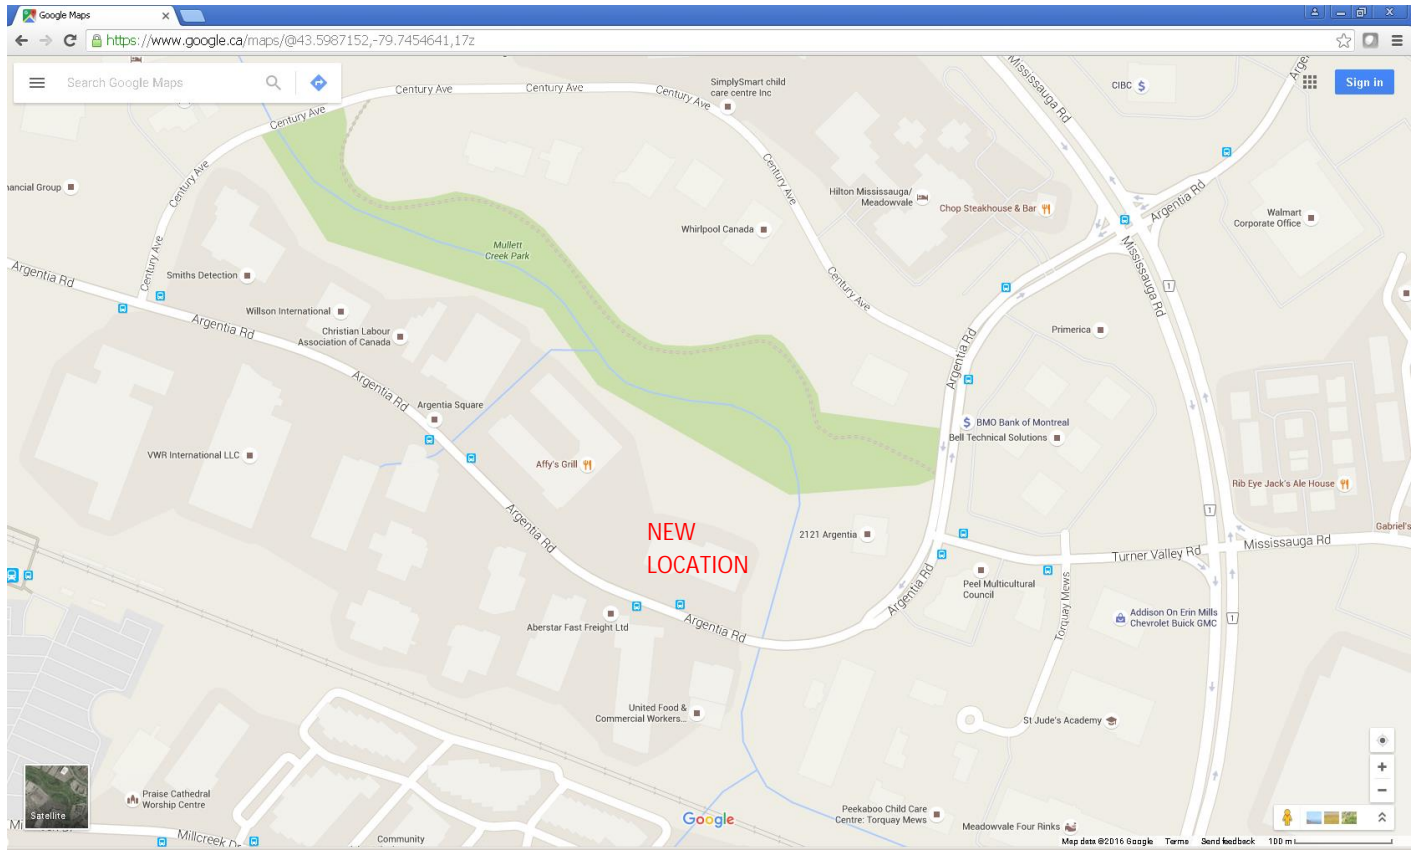 Google Maps
https://www.google.ca/maps/@43.5987152,-79.7454641,17z
Search Google Maps
Sign in
SimplySmart child
care centre Inc
CIBC
Mississauga Rd
Century Ave
Century Ave
Century Ave
Century Ave
Century Ave
Century Ave
Century Ave
Century Ave
ancial Group
Hilton Mississauga/
Meadowvale
Chop Steakhouse & Bar
Argentia Rd
Walmart
Corporate Office
Whirlpool Canada
Mullett
Creek Park
Mississauga Rd
Argentia Rd
Smiths Detection
1
Willson International
Argentia Rd
Christian Labour
Association of Canada
Primerica
Argentia Rd
Argentia Rd
Argentia Square
BMO Bank of Montreal
Bell Technical Solutions
VWR International LLC
Affy's Grill
Rib Eye Jack's Ale House
1
Argentia Rd
NEW
LOCATION
2121 Argentia
Gabriel's
Turner Valley Rd
Mississauga Rd
Peel Multicultural
Council
Argentia Rd
Torquay Mews
Addison On Erin Mills
Chevrolet Buick GMC
1
Aberstar Fast Freight Ltd
Argentia Rd
United Food &
Commercial Workers...
St Jude's Academy
Praise Cathedral
Worship Centre
Satellite
Google
Peekaboo Child Care
Centre: Torquay Mews
Meadowvale Four Rinks
Millcreek Dr
Community
Map data ©2016 Google Terms Send feedback 100 m